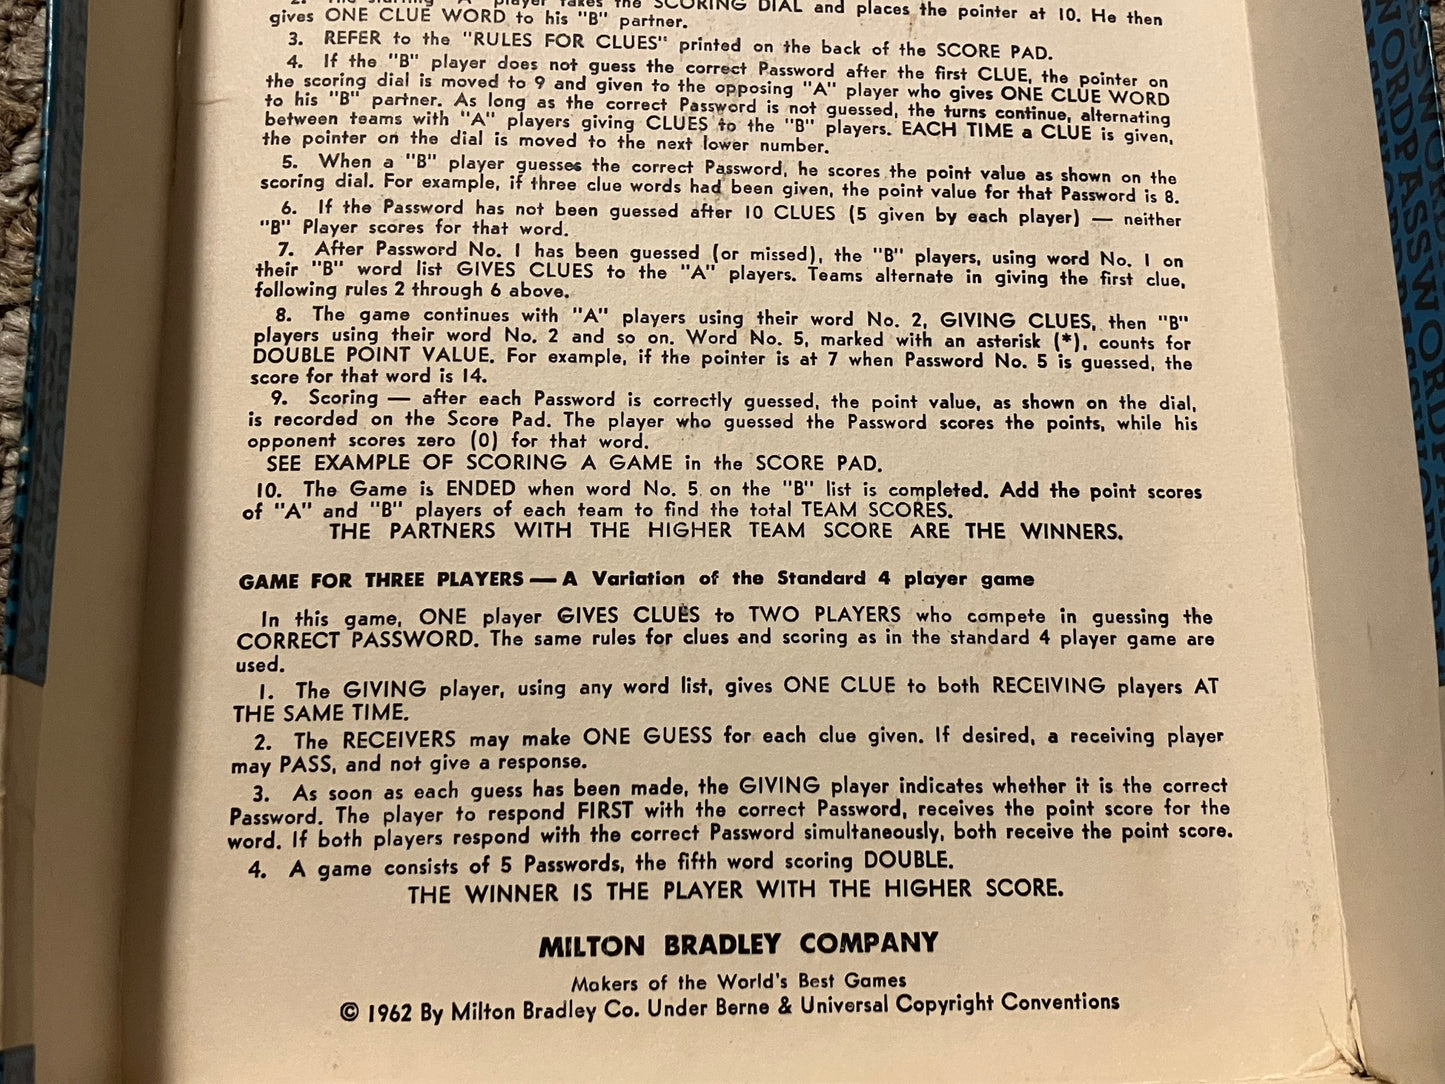 2. The starting "A" player takes the SCORING DIAL and places the pointer at 10. He then
gives ONE CLUE WORD to his "B" partner.
3. REFER to the "RULES FOR CLUES" printed on the back of the SCORE PAD.
4. If the "B" player does not guess the correct Password after the first CLUE, the pointer on
the scoring dial is moved to 9 and given to the opposing "A" player who gives ONE CLUE WORD
to his "B" partner. As long as the correct Password is not guessed, the turns continue, alternating
between teams with "A" players giving CLUES to the "B" players. EACH TIME a CLUE is given,
the pointer on the dial is moved to the next lower number.
5. When a "B" player guesses the correct Password, he scores the point value as shown on the
scoring dial. For example, if three clue words had been given, the point value for that Password is 8.
6. If the Password has not been guessed after 10 CLUES (5 given by each player) — neither
"B" Player scores for that word.
7. After Password No. 1 has been guessed (or missed), the "B" players, using word No. 1 on
their "B" word list GIVES CLUES to the "A" players. Teams alternate in giving the first clue,
following rules 2 through 6 above.
8. The game continues with "A" players using their word No. 2, GIVING CLUES, then "B"
players using their word No. 2 and so on. Word No. 5, marked with an asterisk (*), counts for
DOUBLE POINT VALUE. For example, if the pointer is at 7 when Password No. 5 is guessed, the
score for that word is 14.
9. Scoring — after each Password is correctly guessed, the point value, as shown on the dial,
is recorded on the Score Pad. The player who guessed the Password scores the points, while his
opponent scores zero (0) for that word.
SEE EXAMPLE OF SCORING A GAME in the SCORE PAD.
10. The Game is ENDED when word No. 5 on the "B" list is completed. Add the point scores
of "A" and "B" players of each team to find the total TEAM SCORES.
THE PARTNERS WITH THE HIGHER TEAM SCORE ARE THE WINNERS.
GAME FOR THREE PLAYERS — A Variation of the Standard 4 player game
In this game, ONE player GIVES CLUES to TWO PLAYERS who compete in guessing the
CORRECT PASSWORD. The same rules for clues and scoring as in the standard 4 player game are
used.
1. The GIVING player, using any word list, gives ONE CLUE to both RECEIVING players AT
THE SAME TIME.
2. The RECEIVERS may make ONE GUESS for each clue given. If desired, a receiving player
may PASS, and not give a response.
3. As soon as each guess has been made, the GIVING player indicates whether it is the correct
Password. The player to respond FIRST with the correct Password, receives the point score for the
word. If both players respond with the correct Password simultaneously, both receive the point score.
4. A game consists of 5 Passwords, the fifth word scoring DOUBLE.
THE WINNER IS THE PLAYER WITH THE HIGHER SCORE.
MILTON BRADLEY COMPANY
Makers of the World's Best Games
© 1962 By Milton Bradley Co. Under Berne & Universal Copyright Conventions